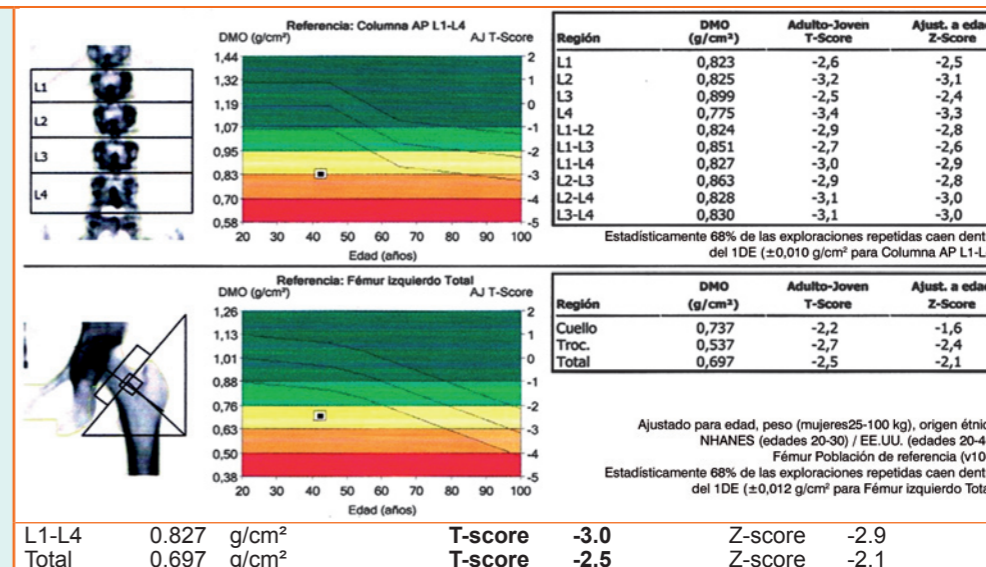 Referencia: Columna AP L1-L4
DMO (g/cm²) AJ T-Score
1,44 2
1,32 1
1,19 0
1,07 -1
0,95 -2
0,83 -3
0,70 -4
0,58 -5
20 30 40 50 60 70 80 90 100
Edad (años)
L1
L2
L3
L4
Región DMO (g/cm²) Adulto-Joven T-Score Ajust. a edad Z-Score
L1 0,823 -2,6 -2,5
L2 0,825 -3,2 -3,1
L3 0,899 -2,5 -2,4
L4 0,775 -3,4 -3,3
L1-L2 0,824 -2,9 -2,8
L1-L3 0,851 -2,7 -2,6
L1-L4 0,827 -3,0 -2,9
L2-L3 0,863 -2,9 -2,8
L2-L4 0,828 -3,1 -3,0
L3-L4 0,830 -3,1 -3,0
Estadísticamente 68% de las exploraciones repetidas caen dent
del 1DE (±0,010 g/cm² para Columna AP L1-L
Referencia: Fémur izquierdo Total
DMO (g/cm²) AJ T-Score
1,26 2
1,13 1
1,01 0
0,88 -1
0,76 -2
0,63 -3
0,50 -4
0,38 -5
20 30 40 50 60 70 80 90 100
Edad (años)
Región DMO (g/cm²) Adulto-Joven T-Score Ajust. a edad Z-Score
Cuello 0,737 -2,2 -1,6
Troc. 0,537 -2,7 -2,4
Total 0,697 -2,5 -2,1
Ajustado para edad, peso (mujeres25-100 kg), origen étni
NHANES (edades 20-30) / EE.UU. (edades 20-4
Fémur Población de referencia (v10
Estadísticamente 68% de las exploraciones repetidas caen dent
del 1DE (±0,012 g/cm² para Fémur izquierdo Tota
L1-L4 0.827 g/cm² T-score -3.0 Z-score -2.9
Total 0.697 g/cm² T-score -2.5 Z-score -2.1